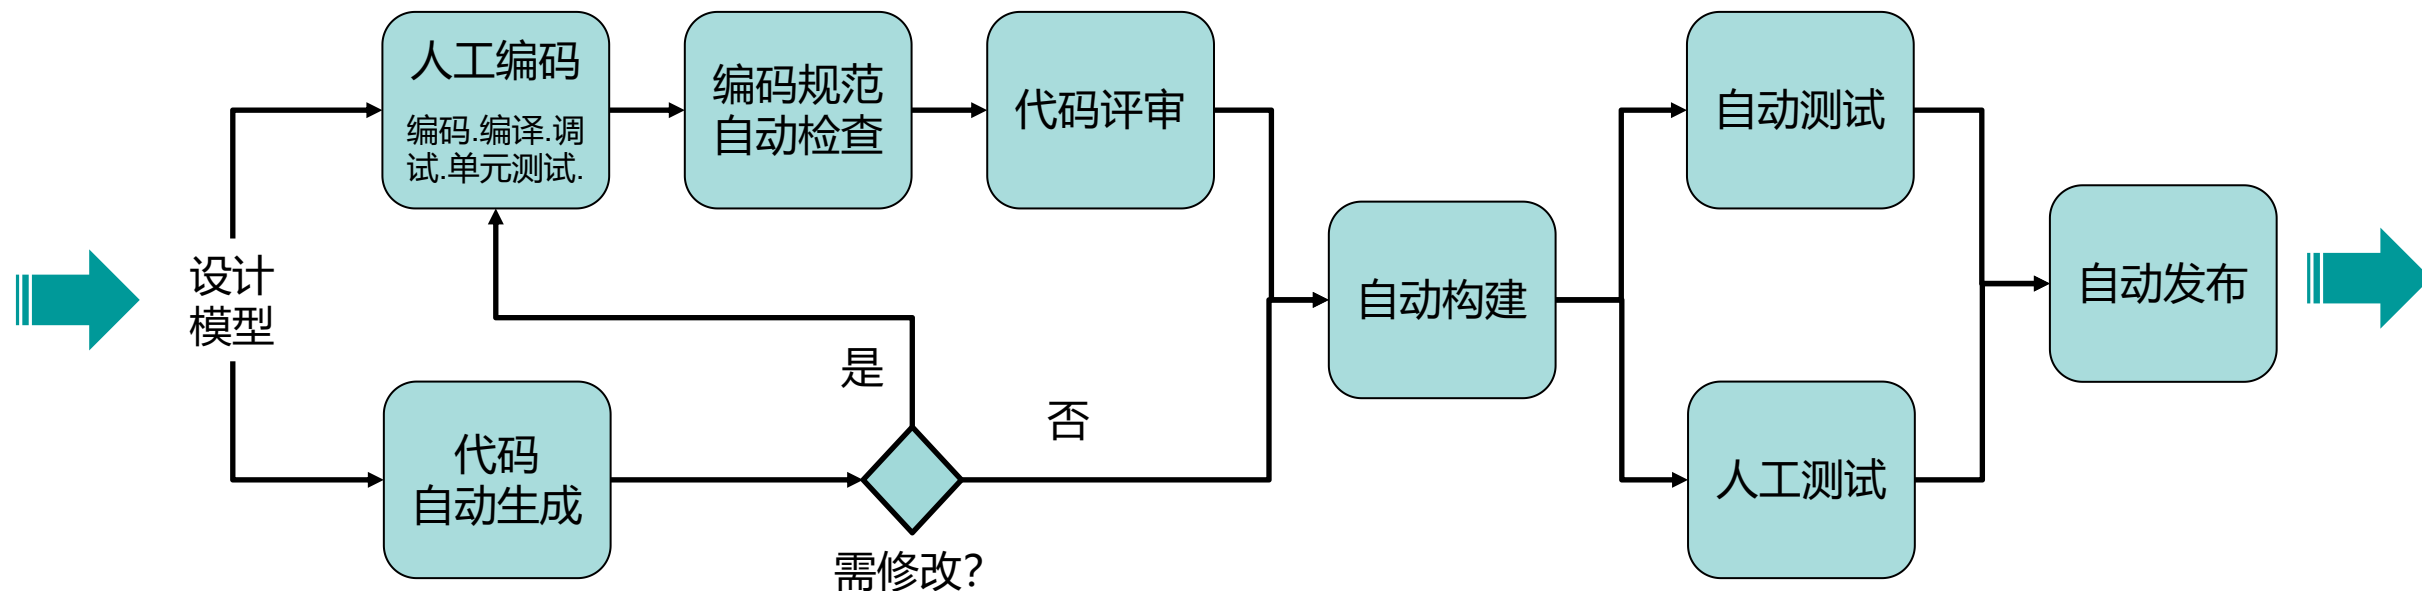 设计
模型
人工编码
编码.编译.调
试.单元测试.
编码规范
自动检查
代码评审
代码
自动生成
是
否
需修改?
自动构建
自动测试
人工测试
自动发布